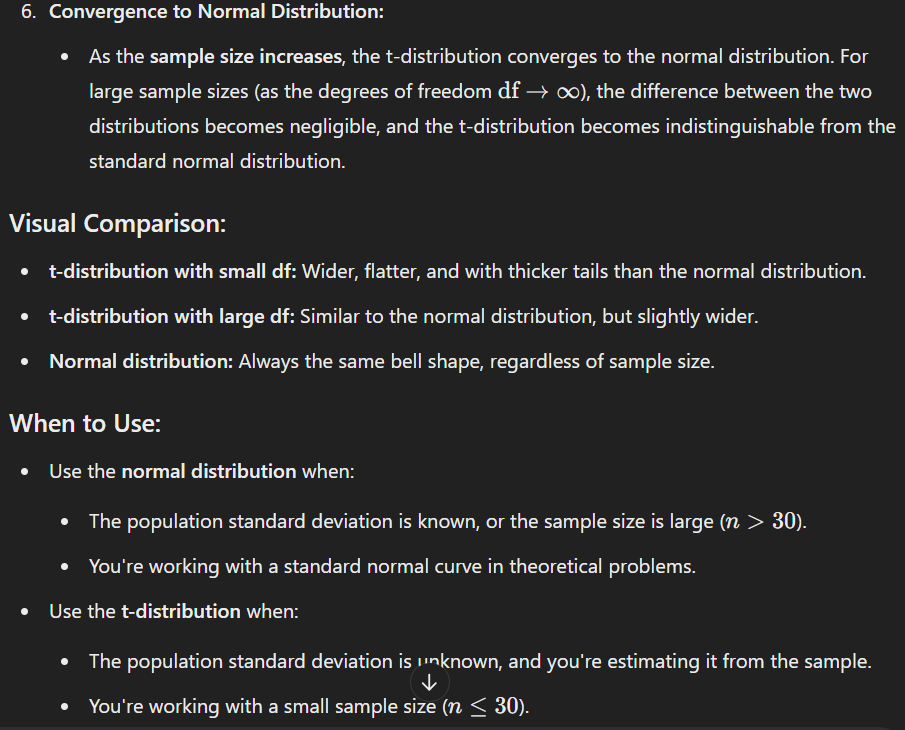 6. Convergence to Normal Distribution:
• As the sample size increases, the t-distribution converges to the normal distribution. For
large sample sizes (as the degrees of freedom df → ∞), the difference between the two
distributions becomes negligible, and the t-distribution becomes indistinguishable from the
standard normal distribution.
Visual Comparison:
• t-distribution with small df: Wider, flatter, and with thicker tails than the normal distribution.
• t-distribution with large df: Similar to the normal distribution, but slightly wider.
• Normal distribution: Always the same bell shape, regardless of sample size.
When to Use:
• Use the normal distribution when:
• The population standard deviation is known, or the sample size is large (n > 30).
• You're working with a standard normal curve in theoretical problems.
• Use the t-distribution when:
• The population standard deviation is unknown, and you're estimating it from the sample.
• You're working with a small sample size (n ≤ 30).